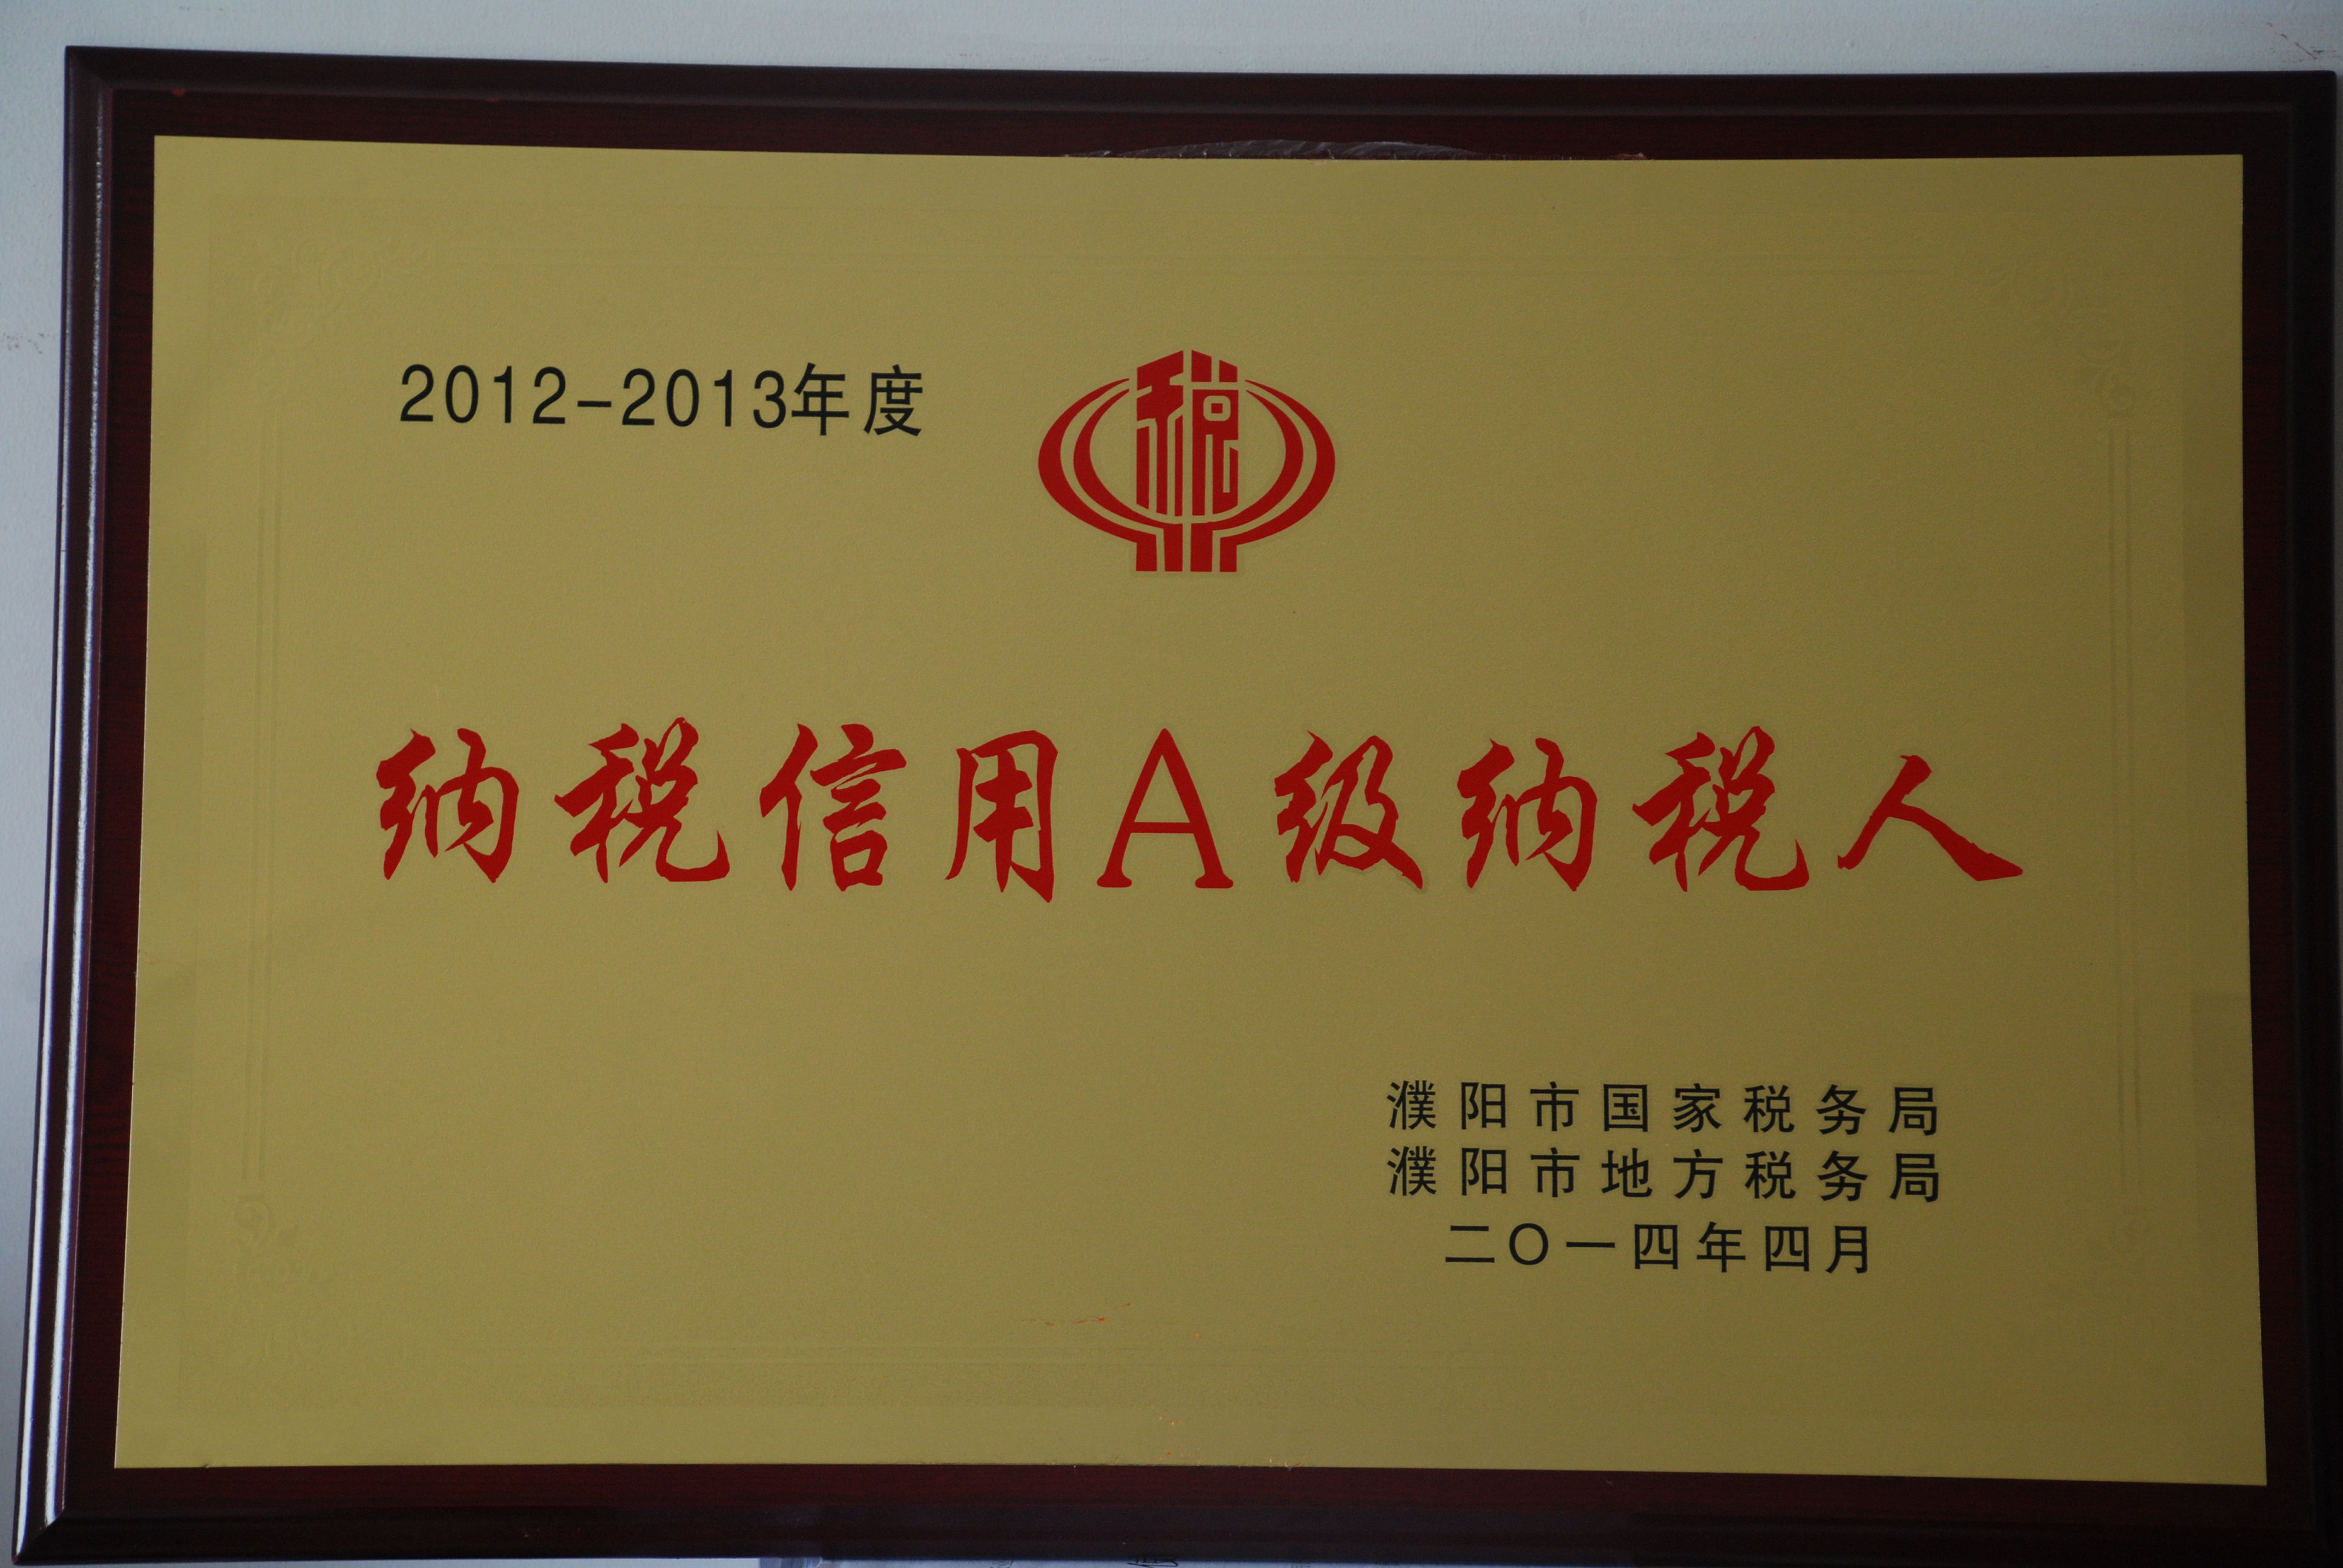 2012-2013年度
税
纳税信用A级纳税人
濮阳市国家税务局
濮阳市地方税务局
二〇一四年四月